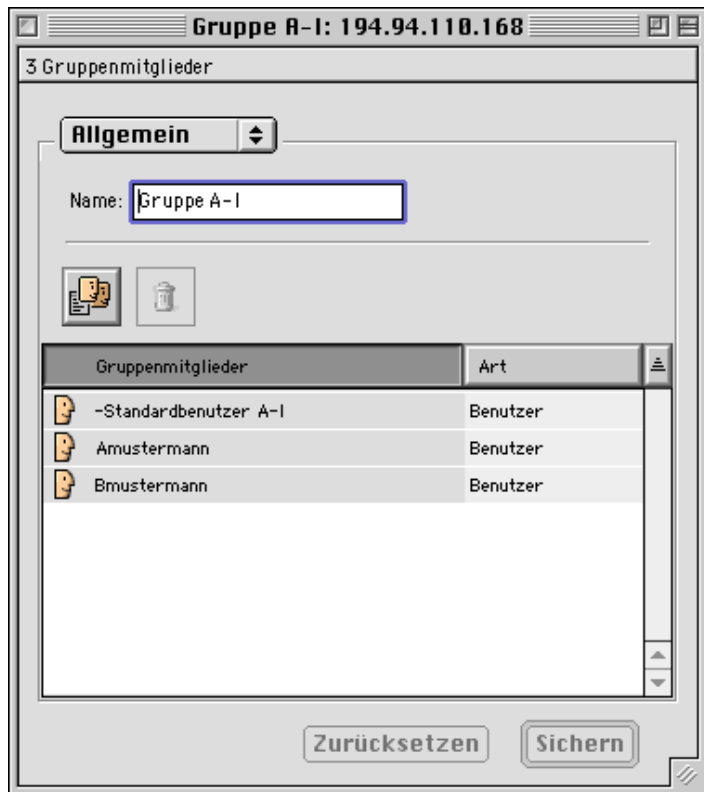 Gruppe A-I: 194.94.110.168
3 Gruppenmitglieder
Allgemein
Name: Gruppe A-I
Gruppenmitglieder Art
-Standardbenutzer A-I Benutzer
Amustermann Benutzer
Bmustermann Benutzer
Zurücksetzen Sichern